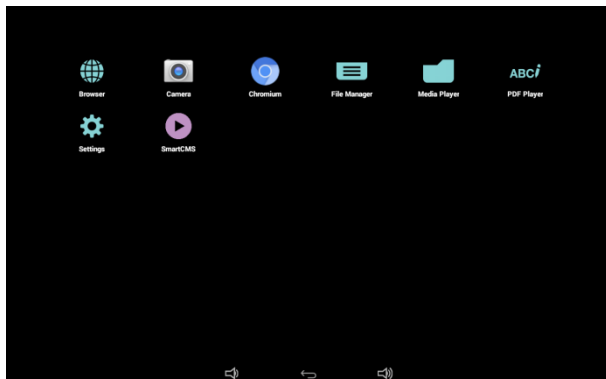 ABCi
Browser Camera Chromium File Manager Media Player PDF Player
Settings SmartCMS